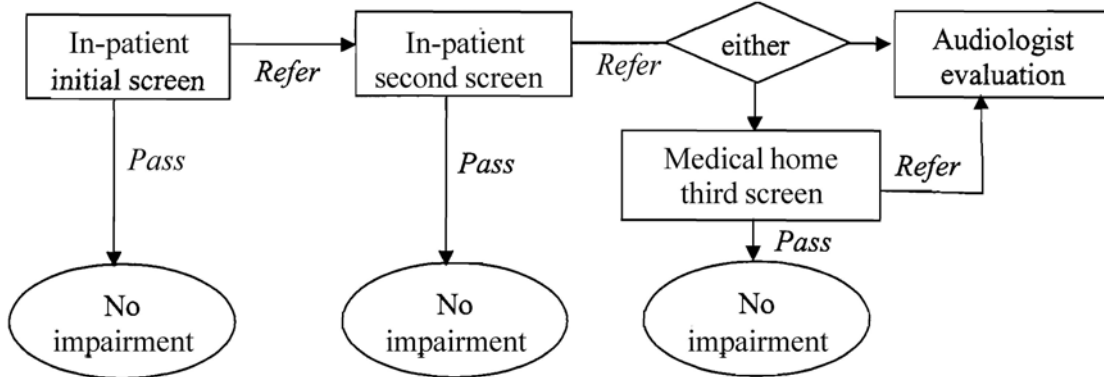 In-patient
initial screen
Refer
In-patient
second screen
Refer
either
Audiologist
evaluation
Pass
Pass
Medical home
third screen
Refer
Pass
No
impairment
No
impairment
No
impairment